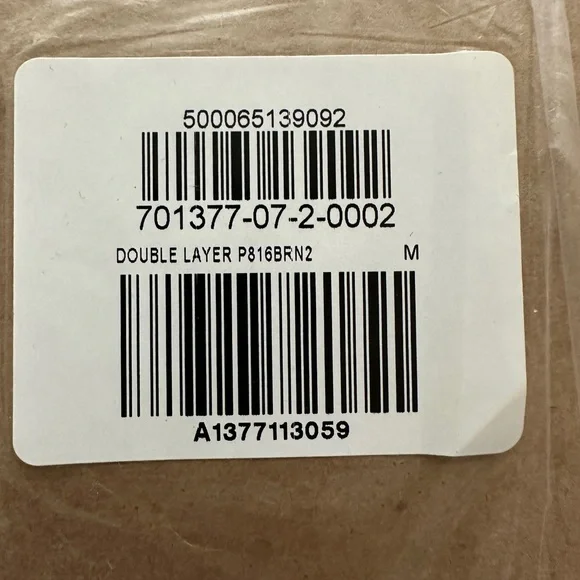 500065139092
701377-07-2-0002
DOUBLE LAYER P816BRN2 M
A1377113059